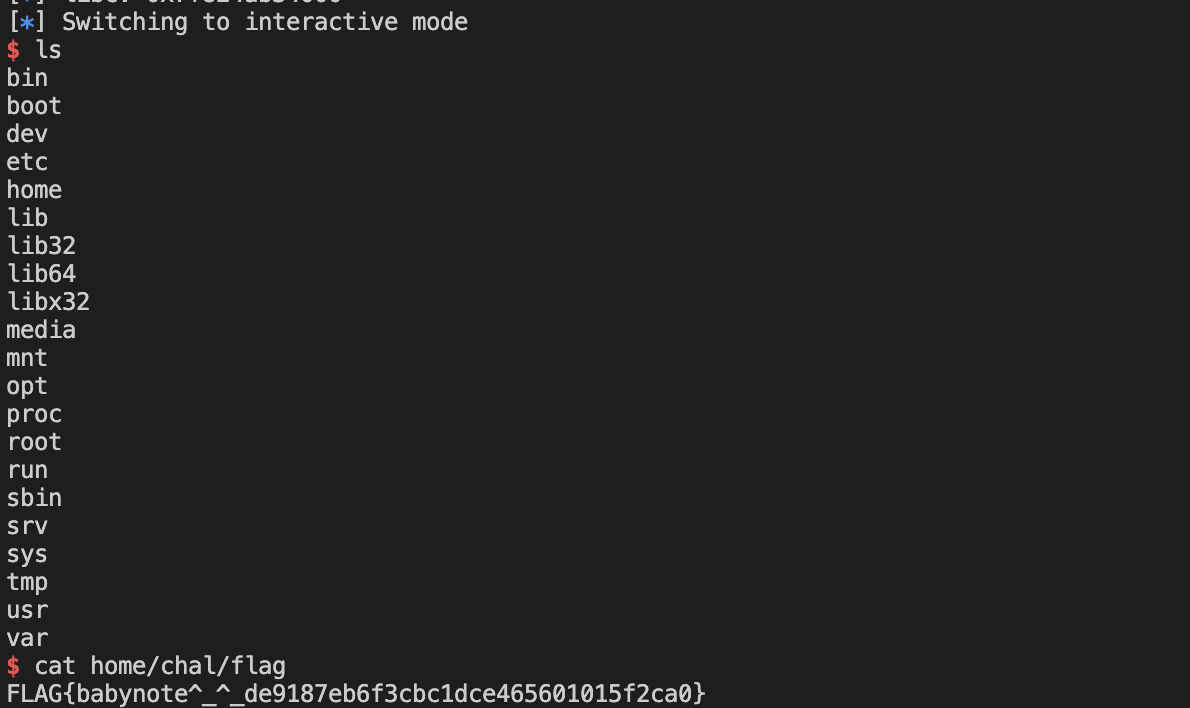 [*] Switching to interactive mode
$ ls
bin
boot
dev
etc
home
lib
lib32
lib64
libx32
media
mnt
opt
proc
root
run
sbin
srv
sys
tmp
usr
var
$ cat home/chal/flag
FLAG{babynote^_^_de9187eb6f3cbc1dce465601015f2ca0}